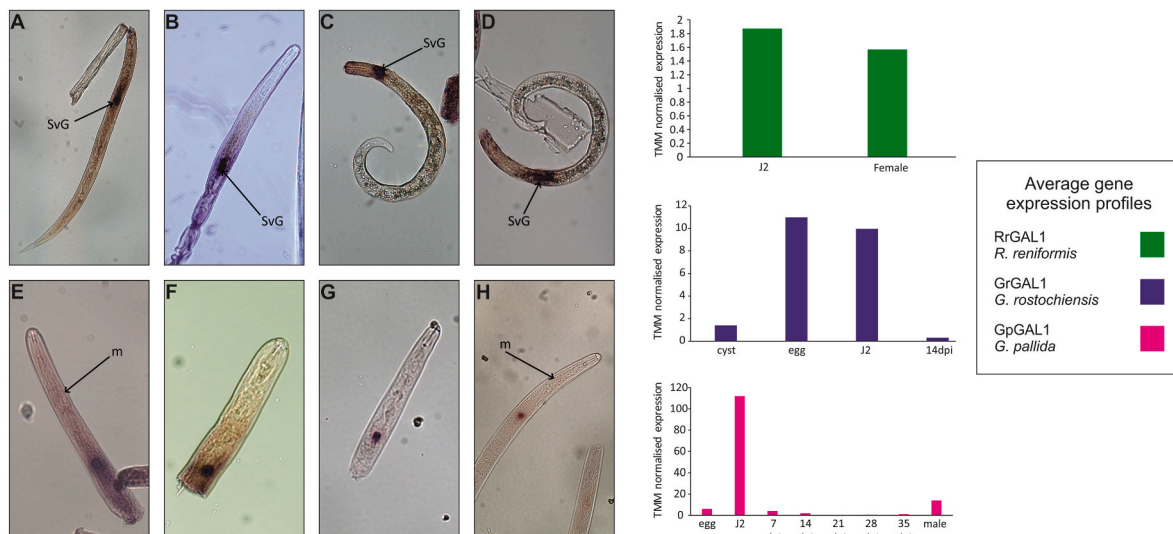 A
B
C
D
SvG
SvG
SvG
SvG
E
F
G
H
m
m
TMM normalised expression
2
1.8
1.6
1.4
1.2
1
0.8
0.6
0.4
0.2
0
J2
Female
TMM normalised expression
12
10
8
6
4
2
0
cyst
egg
J2
14dpi
TMM normalised expression
120
100
80
60
40
20
0
egg
J2
7
14
21
28
35
male
Average gene
expression profiles
RrGAL1
R. reniformis
GrGAL1
G. rostochiensis
GpGAL1
G. pallida